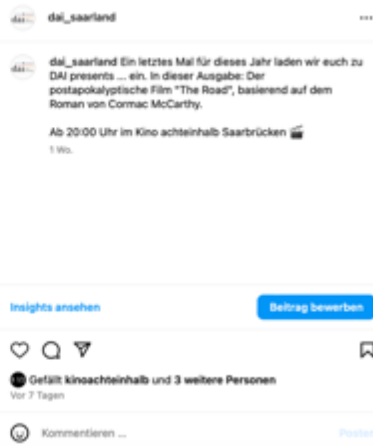 dai_saarland
dai_saarland Ein letztes Mal für dieses Jahr laden wir euch zu
DAI presents ... ein. In dieser Ausgabe: Der
postapokalyptische Film "The Road", basierend auf dem
Roman von Cormac McCarthy.
Ab 20:00 Uhr im Kino achteinhalb Saarbrücken 🎬
1 Wo.
Insights ansehen
Beitrag bewerben
Gefällt kinoachteinhalb und 3 weitere Personen
Vor 7 Tagen
Kommentieren ...
Posten